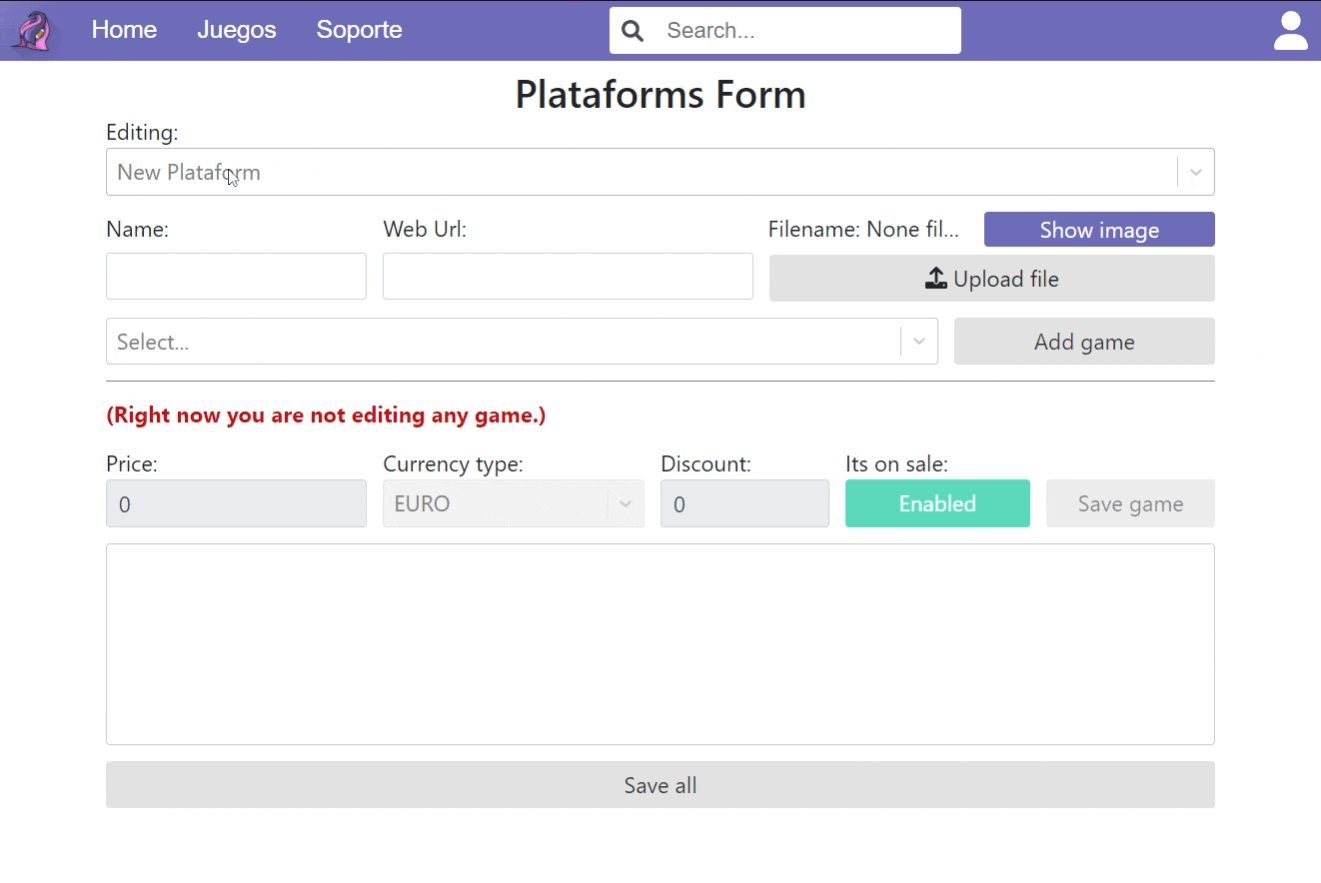 Home Juegos Soporte Search...
Plataforms Form
Editing:
New Plataform
Name: Web Url: Filename: None fil... Show image
Upload file
Select... Add game
(Right now you are not editing any game.)
Price: Currency type: Discount: Its on sale:
0 EURO 0 Enabled Save game
Save all